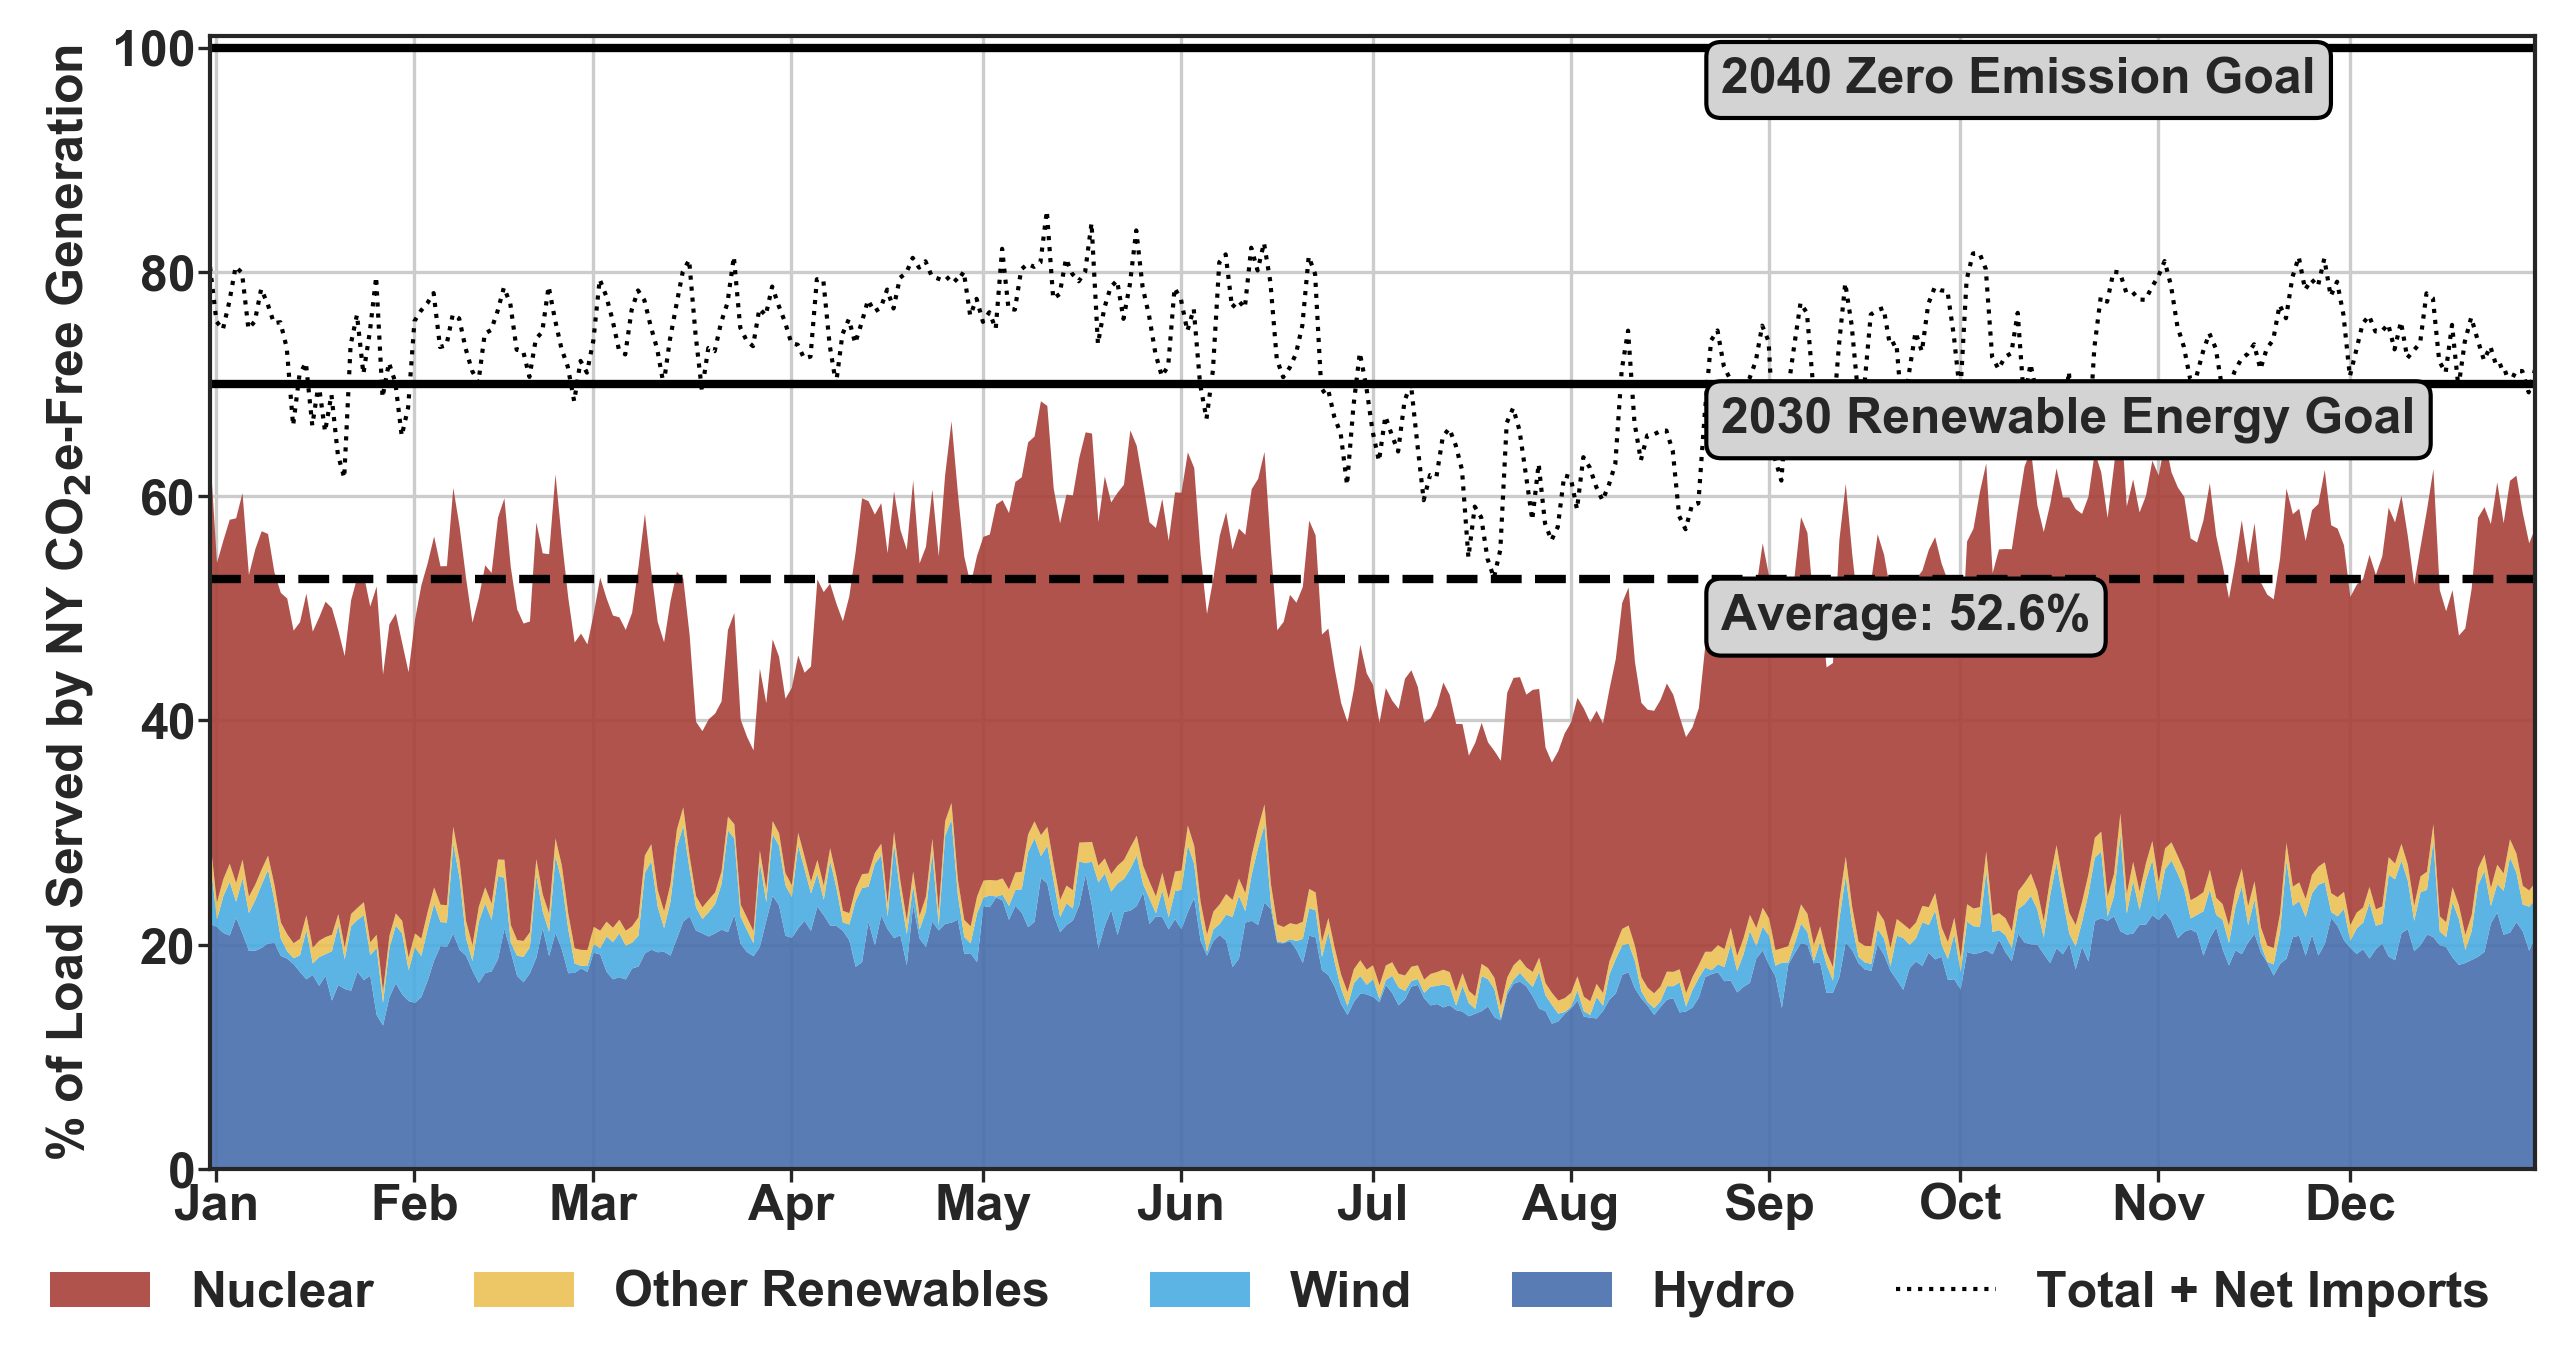 % of Load Served by NY CO₂e-Free Generation
100
80
60
40
20
0
2040 Zero Emission Goal
2030 Renewable Energy Goal
Average: 52.6%
Jan Feb Mar Apr May Jun Jul Aug Sep Oct Nov Dec
Nuclear Other Renewables Wind Hydro Total + Net Imports